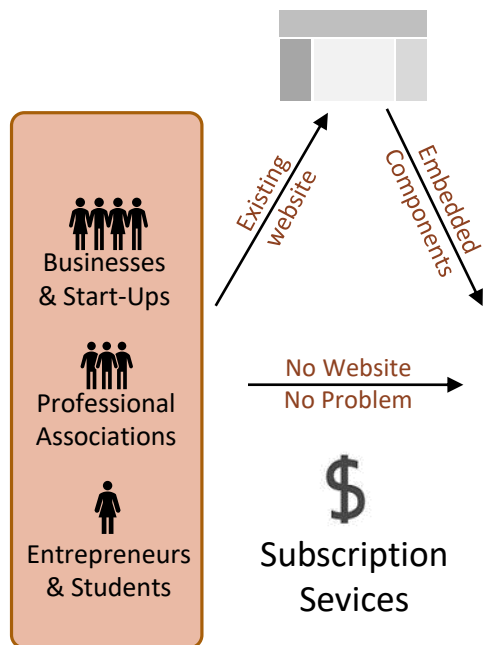 Businesses
& Start-Ups
Professional
Associations
Entrepreneurs
& Students
Existing
website
Embedded
Components
No Website
No Problem
$
Subscription
Sevices